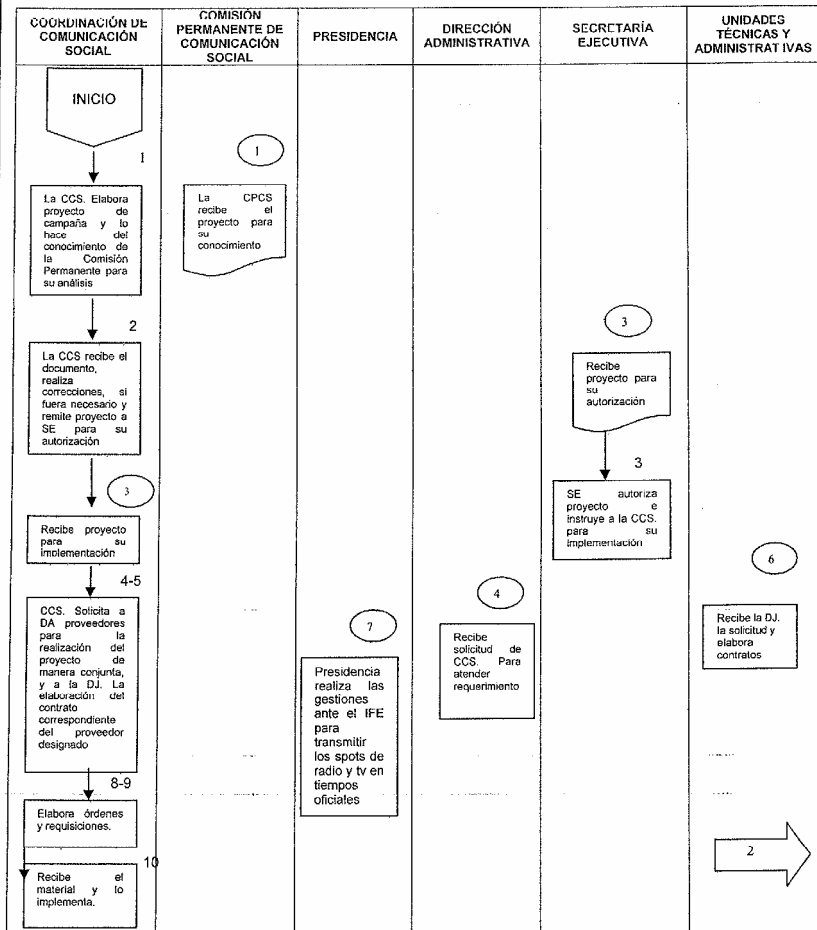 COORDINACIÓN DE
COMUNICACIÓN
SOCIAL
COMISIÓN
PERMANENTE DE
COMUNICACIÓN
SOCIAL
PRESIDENCIA
DIRECCIÓN
ADMINISTRATIVA
SECRETARÍA
EJECUTIVA
UNIDADES
TÉCNICAS Y
ADMINISTRATIVAS
INICIO
1
La CCS. Elabora
proyecto de
campaña y lo
hace del
conocimiento de
la Comisión
Permanente para
su análisis
2
La CCS recibe el
documento,
realiza
correcciones, si
fuera necesario y
remite proyecto a
SE para su
autorización
3
Recibe proyecto
para su
implementación
4-5
CCS. Solicita a
DA proveedores
para la
realización del
proyecto de
manera conjunta,
y a la DJ. La
elaboración del
contrato
correspondiente
del proveedor
designado
8-9
Elabora órdenes
y requisiciones.
10
Recibe el
material y lo
implementa.
1
La CPCS
recibe el
proyecto para
su
conocimiento
7
Presidencia
realiza las
gestiones
ante el IFE
para
transmitir
los spots de
radio y tv en
tiempos
oficiales
4
Recibe
solicitud de
CCS. Para
atender
requerimiento
3
Recibe
proyecto para
su
autorización
3
SE autoriza
proyecto e
instruye a la CCS.
para su
implementación
6
Recibe la DJ.
la solicitud y
elabora
contratos
2